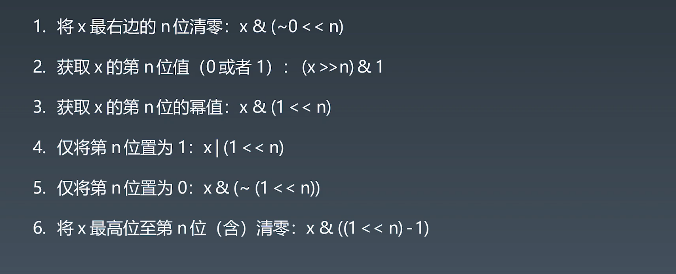 1. 将 x 最右边的 n 位清零：x & (~0 << n)
2. 获取 x 的第 n 位值（0 或者 1）：(x >>n) & 1
3. 获取 x 的第 n 位的幂值：x & (1 << n)
4. 仅将第 n 位置为 1：x | (1 << n)
5. 仅将第 n 位置为 0：x & (~ (1 << n))
6. 将 x 最高位至第 n 位（含）清零：x & ((1 << n) - 1)